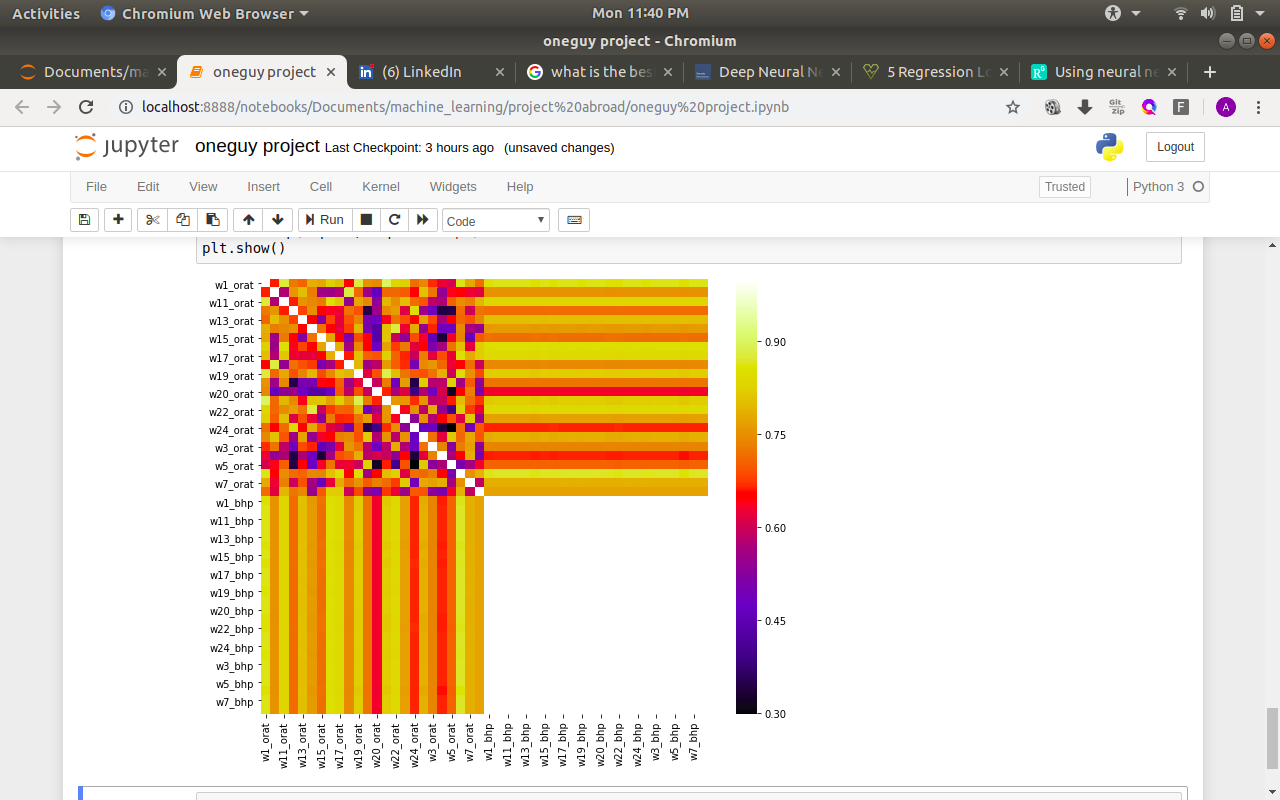 Activities Chromium Web Browser Mon 11:40 PM
oneguy project - Chromium
Documents/ma oneguy project (6) LinkedIn what is the bes Deep Neural Ne 5 Regression Lo Using neural ne
localhost:8888/notebooks/Documents/machine_learning/project%20abroad/oneguy%20project.ipynb Git Zip F A
jupyter oneguy project Last Checkpoint: 3 hours ago (unsaved changes) Logout
File Edit View Insert Cell Kernel Widgets Help Trusted Python 3
Run Code
plt.show()
w1_orat
w11_orat
w13_orat
w15_orat
w17_orat
w19_orat
w20_orat
w22_orat
w24_orat
w3_orat
w5_orat
w7_orat
w1_bhp
w11_bhp
w13_bhp
w15_bhp
w17_bhp
w19_bhp
w20_bhp
w22_bhp
w24_bhp
w3_bhp
w5_bhp
w7_bhp
0.90
0.75
0.60
0.45
0.30
w1_orat
w11_orat
w13_orat
w15_orat
w17_orat
w19_orat
w20_orat
w22_orat
w24_orat
w3_orat
w5_orat
w7_orat
w1_bhp
w11_bhp
w13_bhp
w15_bhp
w17_bhp
w19_bhp
w20_bhp
w22_bhp
w24_bhp
w3_bhp
w5_bhp
w7_bhp